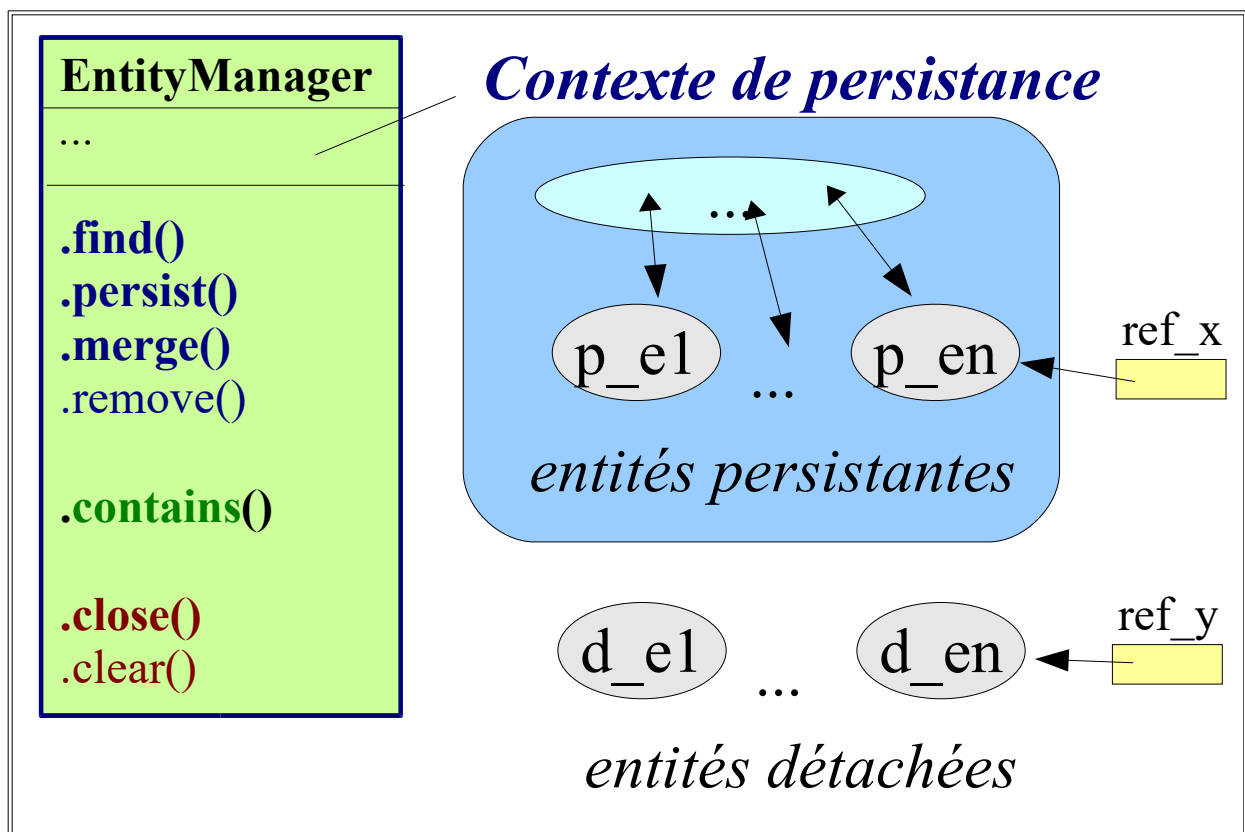 EntityManager
...
.find()
.persist()
.merge()
.remove()
.contains()
.close()
.clear()
Contexte de persistance
...
p_e1
...
p_en
ref_x
entités persistantes
d_e1
...
d_en
ref_y
entités détachées